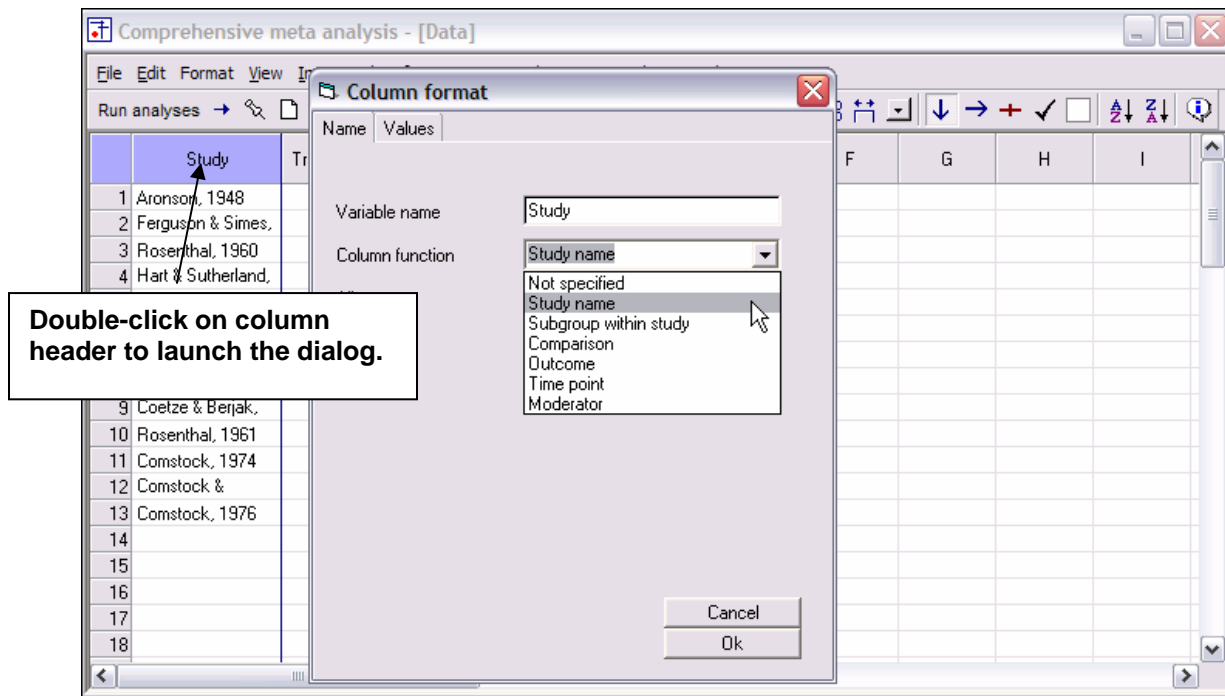 Comprehensive meta analysis - [Data]
File Edit Format View
Run analyses
Column format
Name Values
Study
F G H I
Variable name Study
Column function Study name
Not specified
Study name
Subgroup within study
Comparison
Outcome
Time point
Moderator
1 Aronson, 1948
2 Ferguson & Simes,
3 Rosenthal, 1960
4 Hart & Sutherland,
Double-click on column
header to launch the dialog.
9 Coetze & Berjak,
10 Rosenthal, 1961
11 Comstock, 1974
12 Comstock &
13 Comstock, 1976
14
15
16
17
18
Cancel
Ok